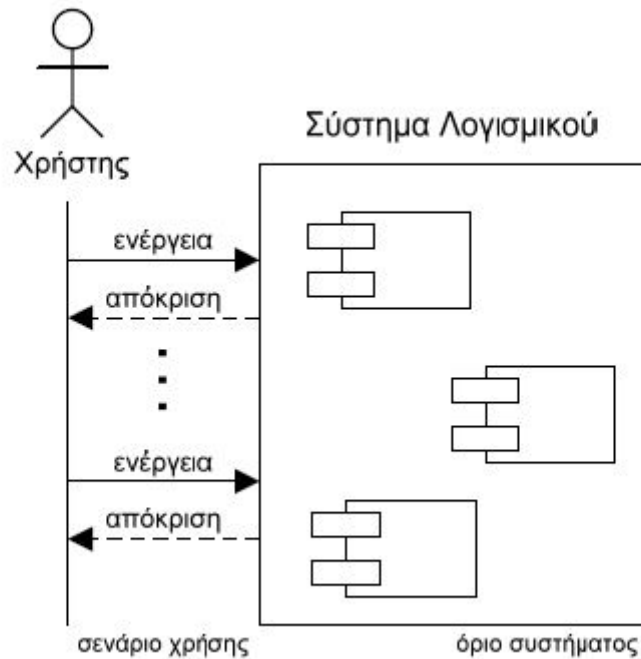 Χρήστης
Σύστημα Λογισμικού
ενέργεια
απόκριση
ενέργεια
απόκριση
σενάριο χρήσης
όριο συστήματος